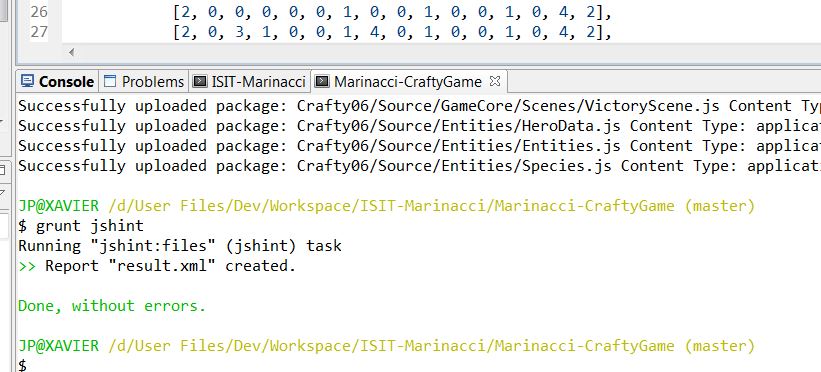 26 [2, 0, 0, 0, 0, 0, 1, 0, 0, 1, 0, 0, 1, 0, 4, 2],
27 [2, 0, 3, 1, 0, 0, 1, 4, 0, 1, 0, 0, 1, 0, 4, 2],
Console Problems ISIT-Marinacci Marinacci-CraftyGame
Successfully uploaded package: Crafty06/Source/GameCore/Scenes/VictoryScene.js Content Typ
Successfully uploaded package: Crafty06/Source/Entities/HeroData.js Content Type: applicat
Successfully uploaded package: Crafty06/Source/Entities/Entities.js Content Type: applicat
Successfully uploaded package: Crafty06/Source/Entities/Species.js Content Type: applicati
JP@XAVIER /d/User Files/Dev/Workspace/ISIT-Marinacci/Marinacci-CraftyGame (master)
$ grunt jshint
Running "jshint:files" (jshint) task
>> Report "result.xml" created.
Done, without errors.
JP@XAVIER /d/User Files/Dev/Workspace/ISIT-Marinacci/Marinacci-CraftyGame (master)
$